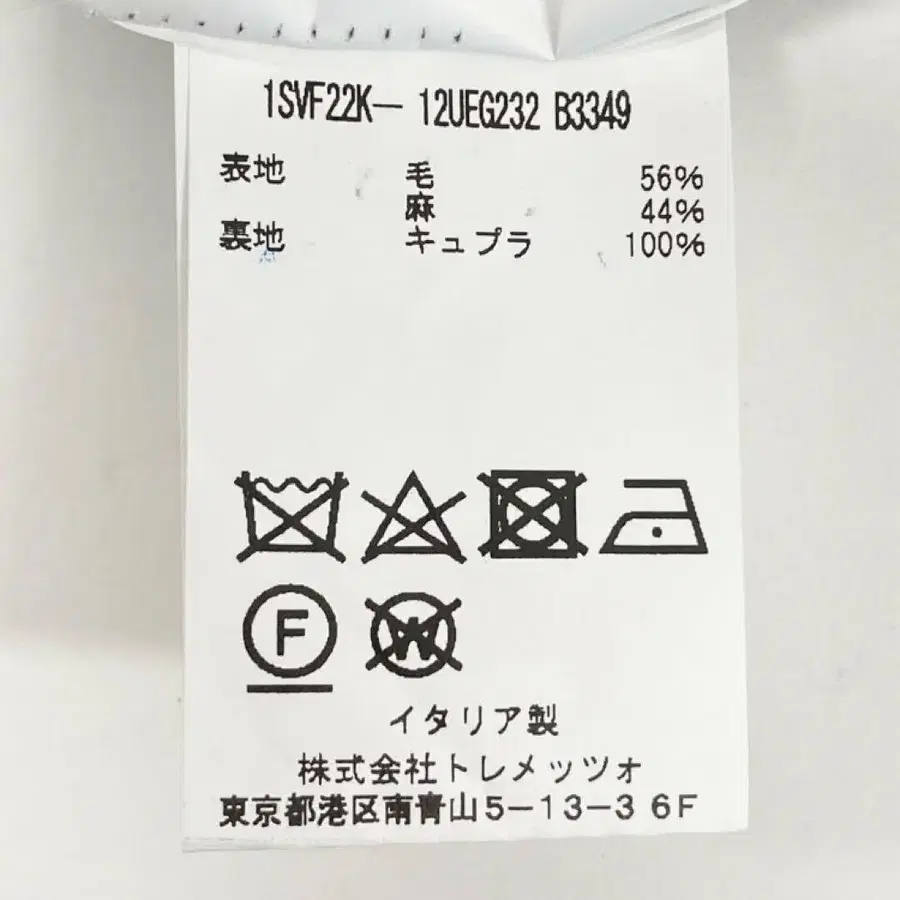 1SVF22K— 12UEG232 B3349
表地 毛 56%
麻 44%
裏地 キュプラ 100%
F W
イタリア製
株式会社トレメッツォ
東京都港区南青山5−13−3 6F